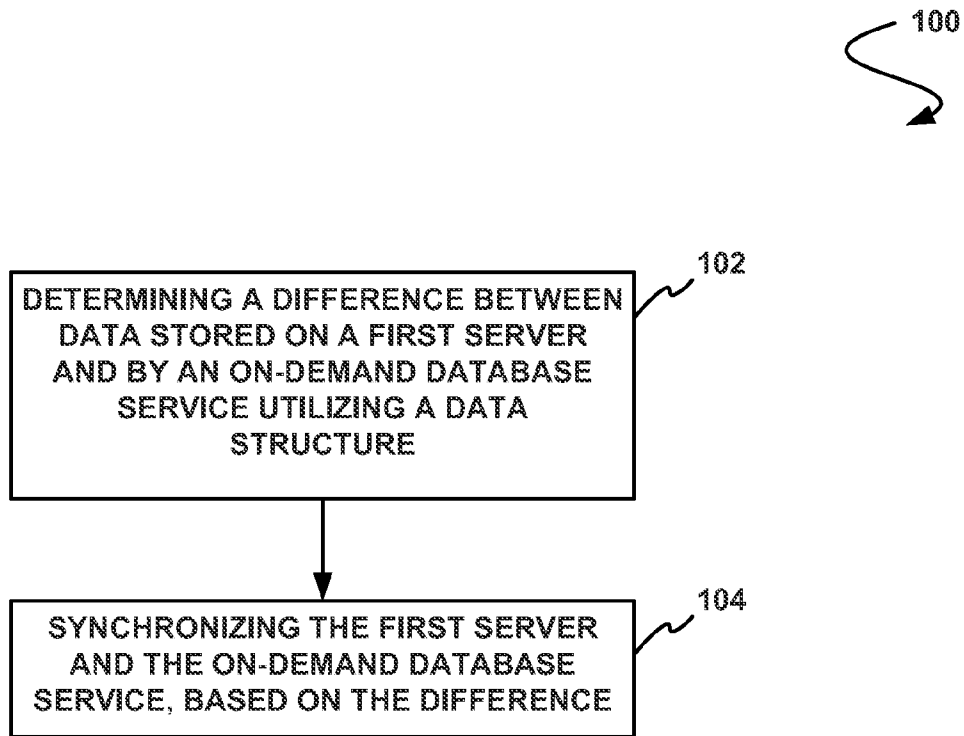 100
102
DETERMINING A DIFFERENCE BETWEEN
DATA STORED ON A FIRST SERVER
AND BY AN ON-DEMAND DATABASE
SERVICE UTILIZING A DATA
STRUCTURE
104
SYNCHRONIZING THE FIRST SERVER
AND THE ON-DEMAND DATABASE
SERVICE, BASED ON THE DIFFERENCE